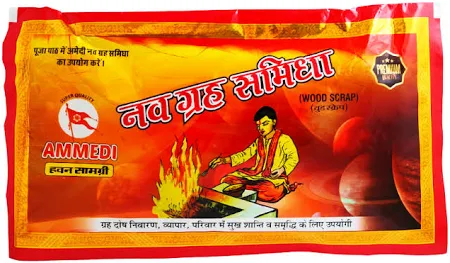 पूजा पाठ में अमेदी नव ग्रह समिधा
का उपयोग करें।
PREMIUM
SUPER QUALITY
नव ग्रह समिधा
(WOOD SCRAP)
(वुड स्क्रेप)
AMMEDI
हवन सामग्री
ग्रह दोष निवारण, व्यापार, परिवार में सुख शान्ति व समृद्धि के लिए उपयोगी